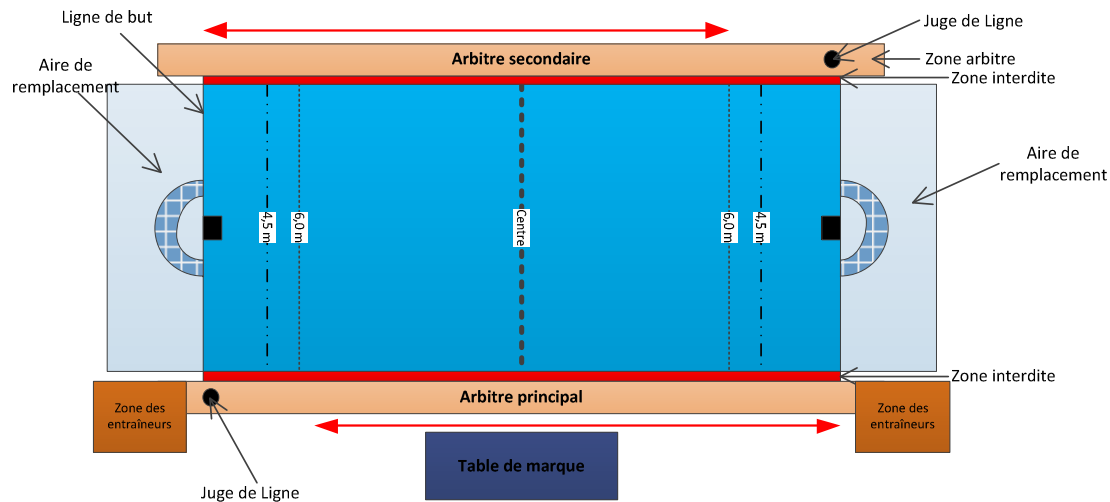 Ligne de but
Juge de Ligne
Arbitre secondaire
Zone arbitre
Aire de
remplacement
Zone interdite
Aire de
remplacement
4,5 m
6,0 m
Centre
6,0 m
4,5 m
Zone interdite
Arbitre principal
Zone des
entraîneurs
Zone des
entraîneurs
Table de marque
Juge de Ligne